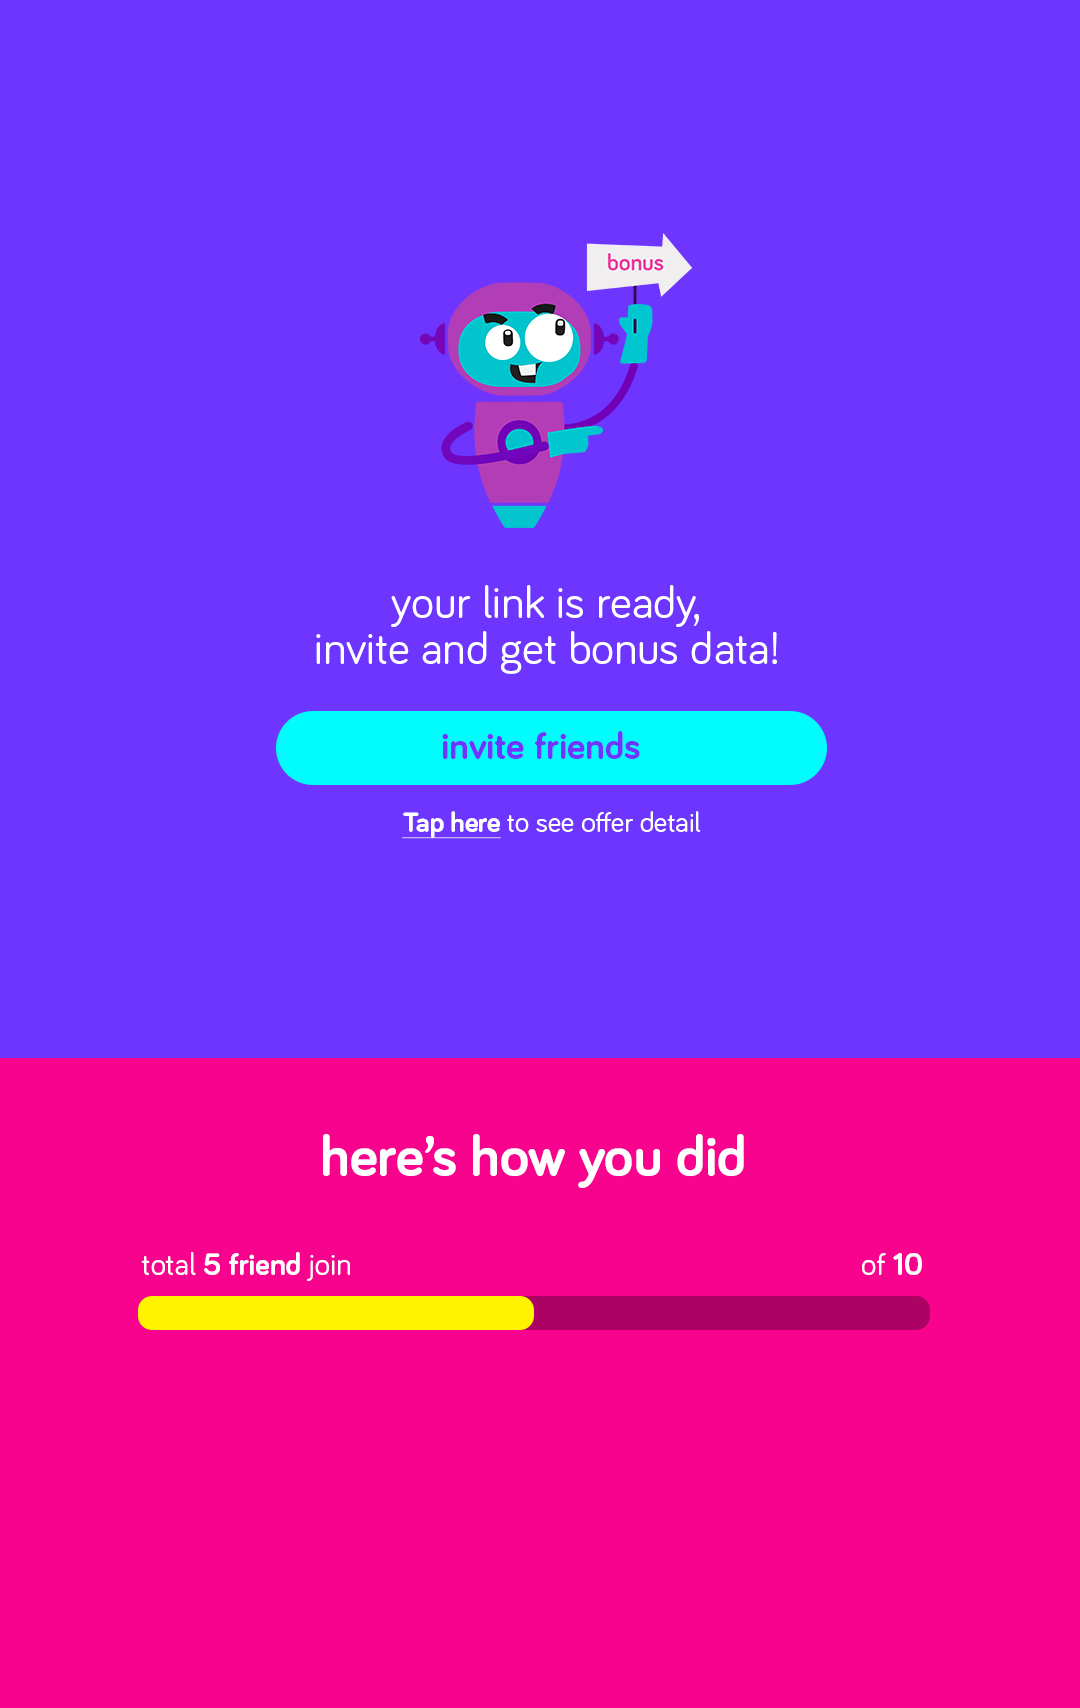 bonus
your link is ready,
invite and get bonus data!
invite friends
Tap here to see offer detail
here’s how you did
total 5 friend join
of 10